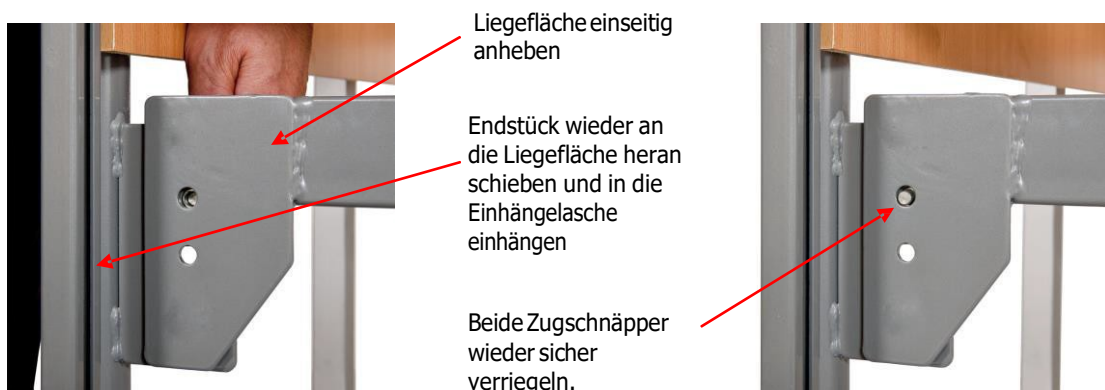 Liegefläche einseitig
anheben
Endstück wieder an
die Liegefläche heran
schieben und in die
Einhängelasche
einhängen
Beide Zugschnäpper
wieder sicher
verriegeln.